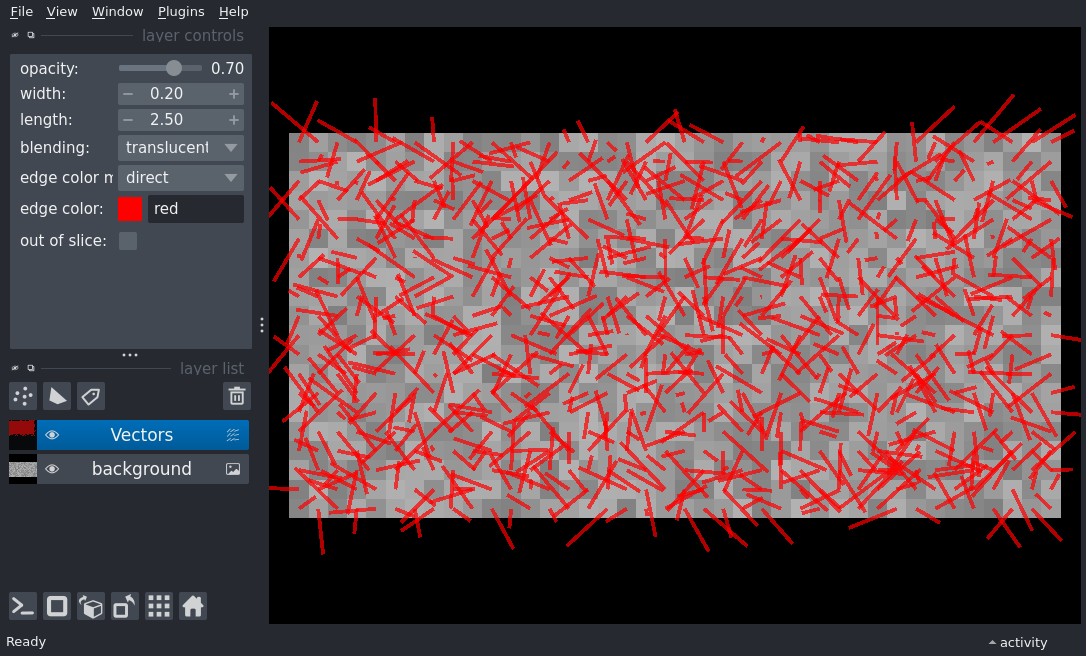 File View Window Plugins Help
layer controls
opacity: 0.70
width: − 0.20 +
length: − 2.50 +
blending: translucent
edge color m direct
edge color: red
out of slice:
layer list
Vectors
background
Ready activity